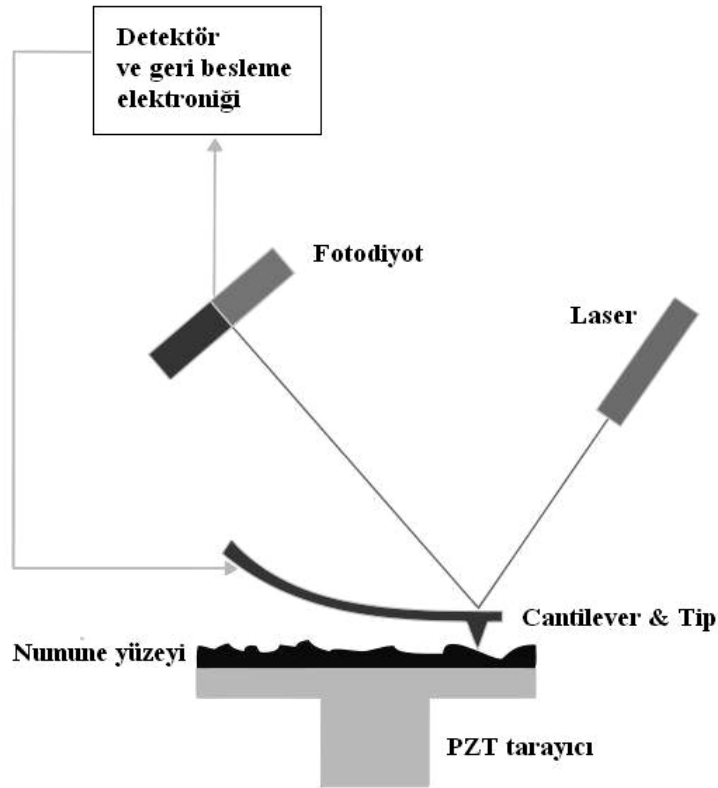 Detektör
ve geri besleme
elektroniği
Fotodiyot
Laser
Cantilever & Tip
Numune yüzeyi
PZT tarayıcı